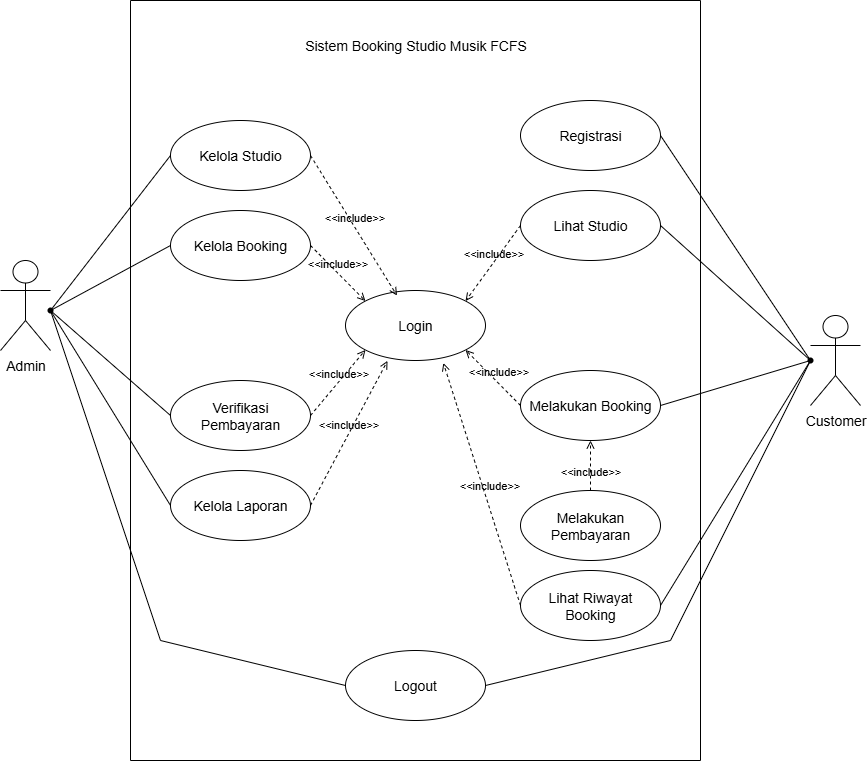 Sistem Booking Studio Musik FCFS
Kelola Studio
Registrasi
<<include>>
Lihat Studio
Kelola Booking
<<include>>
<<include>>
Login
Admin
<<include>>
<<include>>
Verifikasi
Pembayaran
<<include>>
Melakukan Booking
Customer
<<include>>
<<include>>
Kelola Laporan
Melakukan
Pembayaran
Lihat Riwayat
Booking
Logout